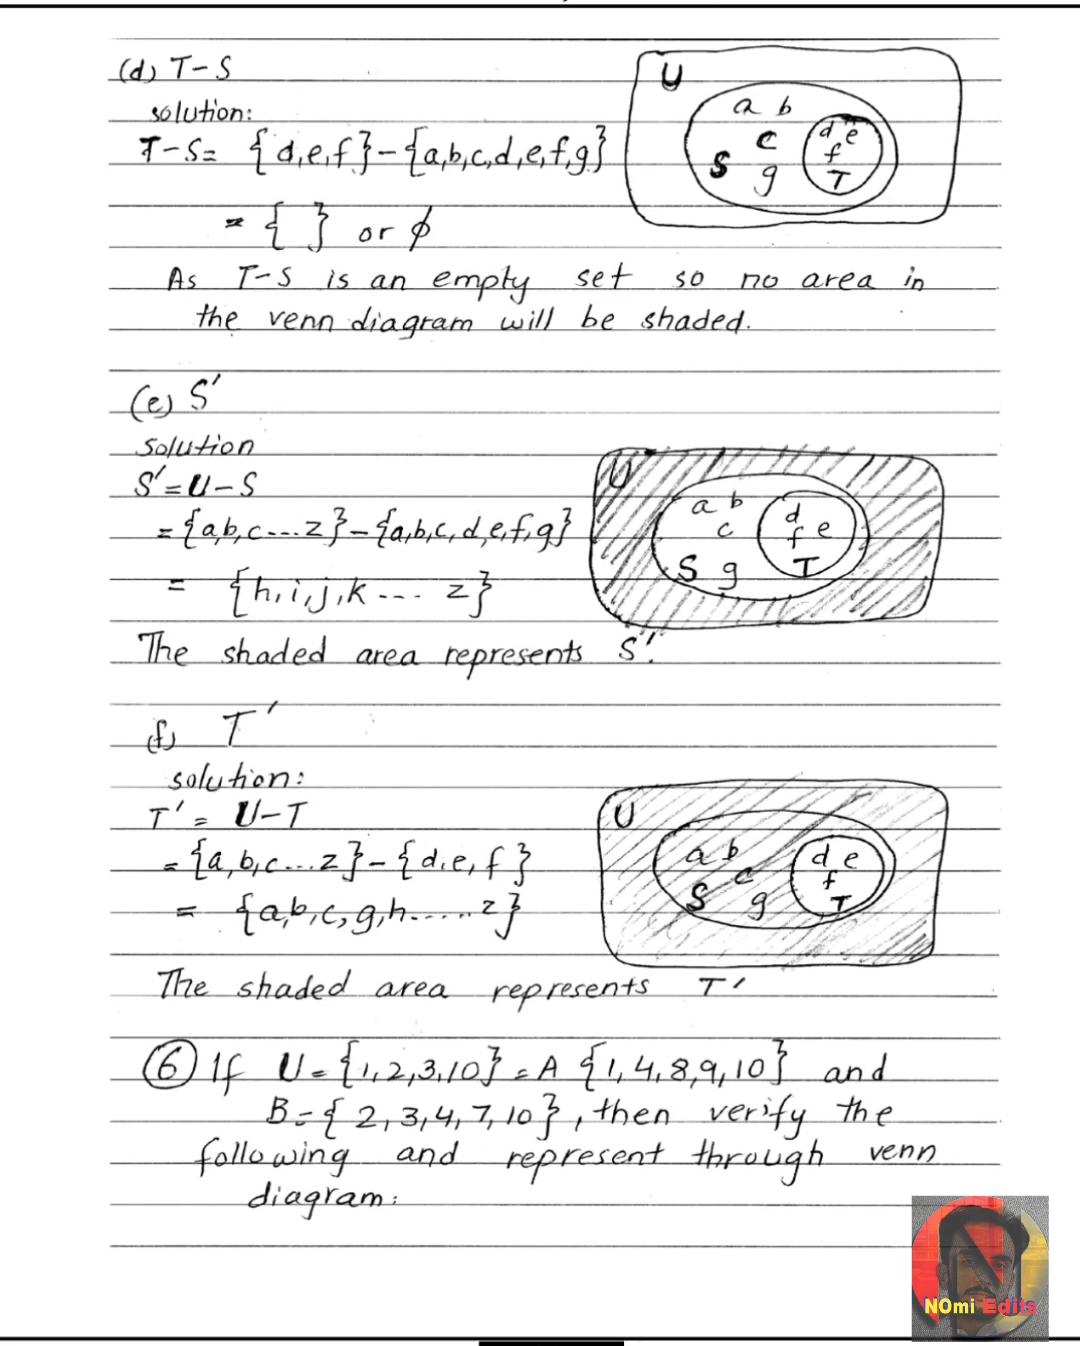 (d) T-S
solution:
T-S= {d,e,f}-{a,b,c,d,e,f,g}
= { } or ϕ
As T-S is an empty set so no area in
the venn diagram will be shaded.
U
a b
c
d e
f
S g T
(e) S'
solution
S'=U-S
={a,b,c...z}-{a,b,c,d,e,f,g}
= {h,i,j,k... z}
The shaded area represents S'.
U
a b
c
d e
f
S g T
(f) T'
solution:
T'= U-T
={a,b,c...z}-{d,e,f}
= {a,b,c,g,h......z}
The shaded area represents T'
U
a b
c
d e
f
S g T
(6) If U={1,2,3,10}=A {1,4,8,9,10} and
B={2,3,4,7,10}, then verify the
following and represent through venn
diagram:
NOmi Edits